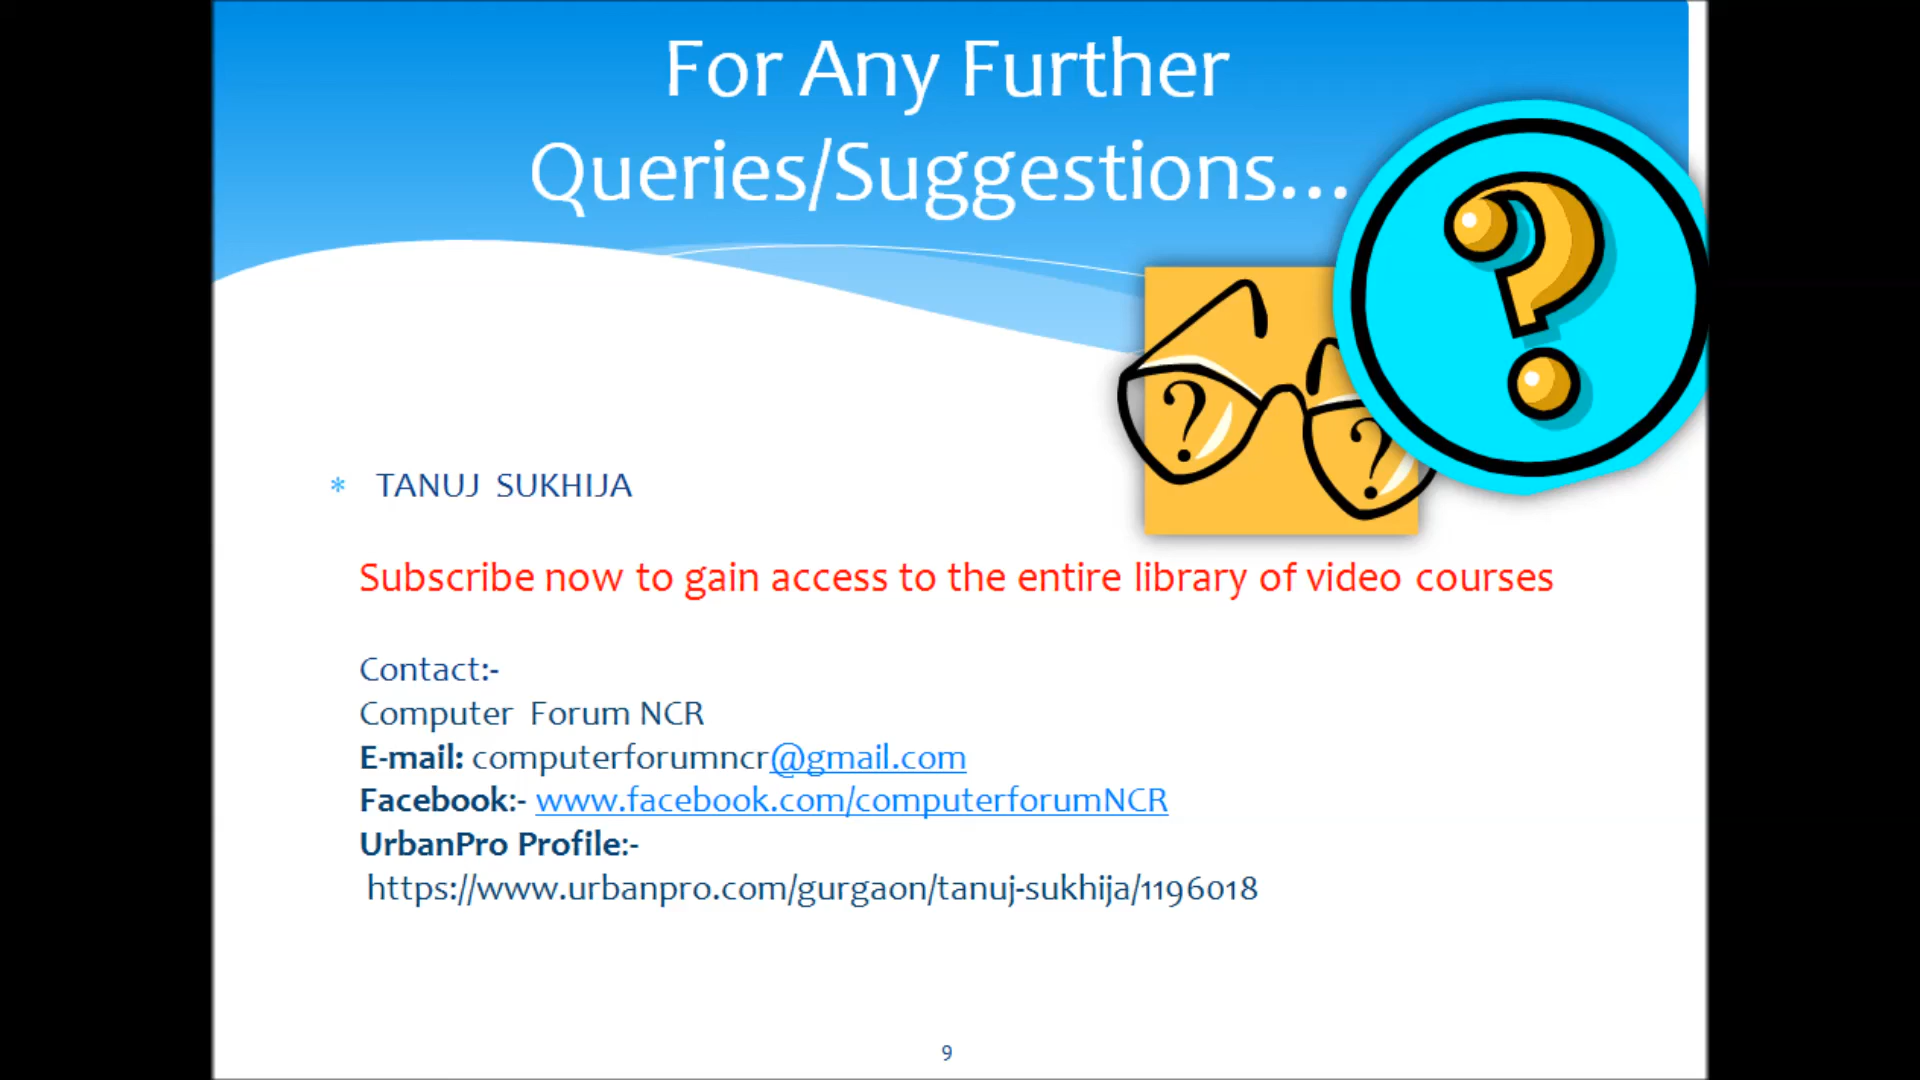 For Any Further
Queries/Suggestions...
?
? ?
* TANUJ SUKHIJA
Subscribe now to gain access to the entire library of video courses
Contact:-
Computer Forum NCR
E-mail: computerforumncr@gmail.com
Facebook:- www.facebook.com/computerforumNCR
UrbanPro Profile:-
https://www.urbanpro.com/gurgaon/tanuj-sukhija/1196018
9